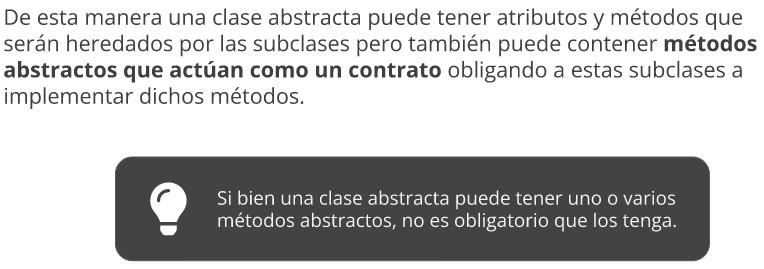 De esta manera una clase abstracta puede tener atributos y métodos que
serán heredados por las subclases pero también puede contener métodos
abstractos que actúan como un contrato obligando a estas subclases a
implementar dichos métodos.
Si bien una clase abstracta puede tener uno o varios
métodos abstractos, no es obligatorio que los tenga.